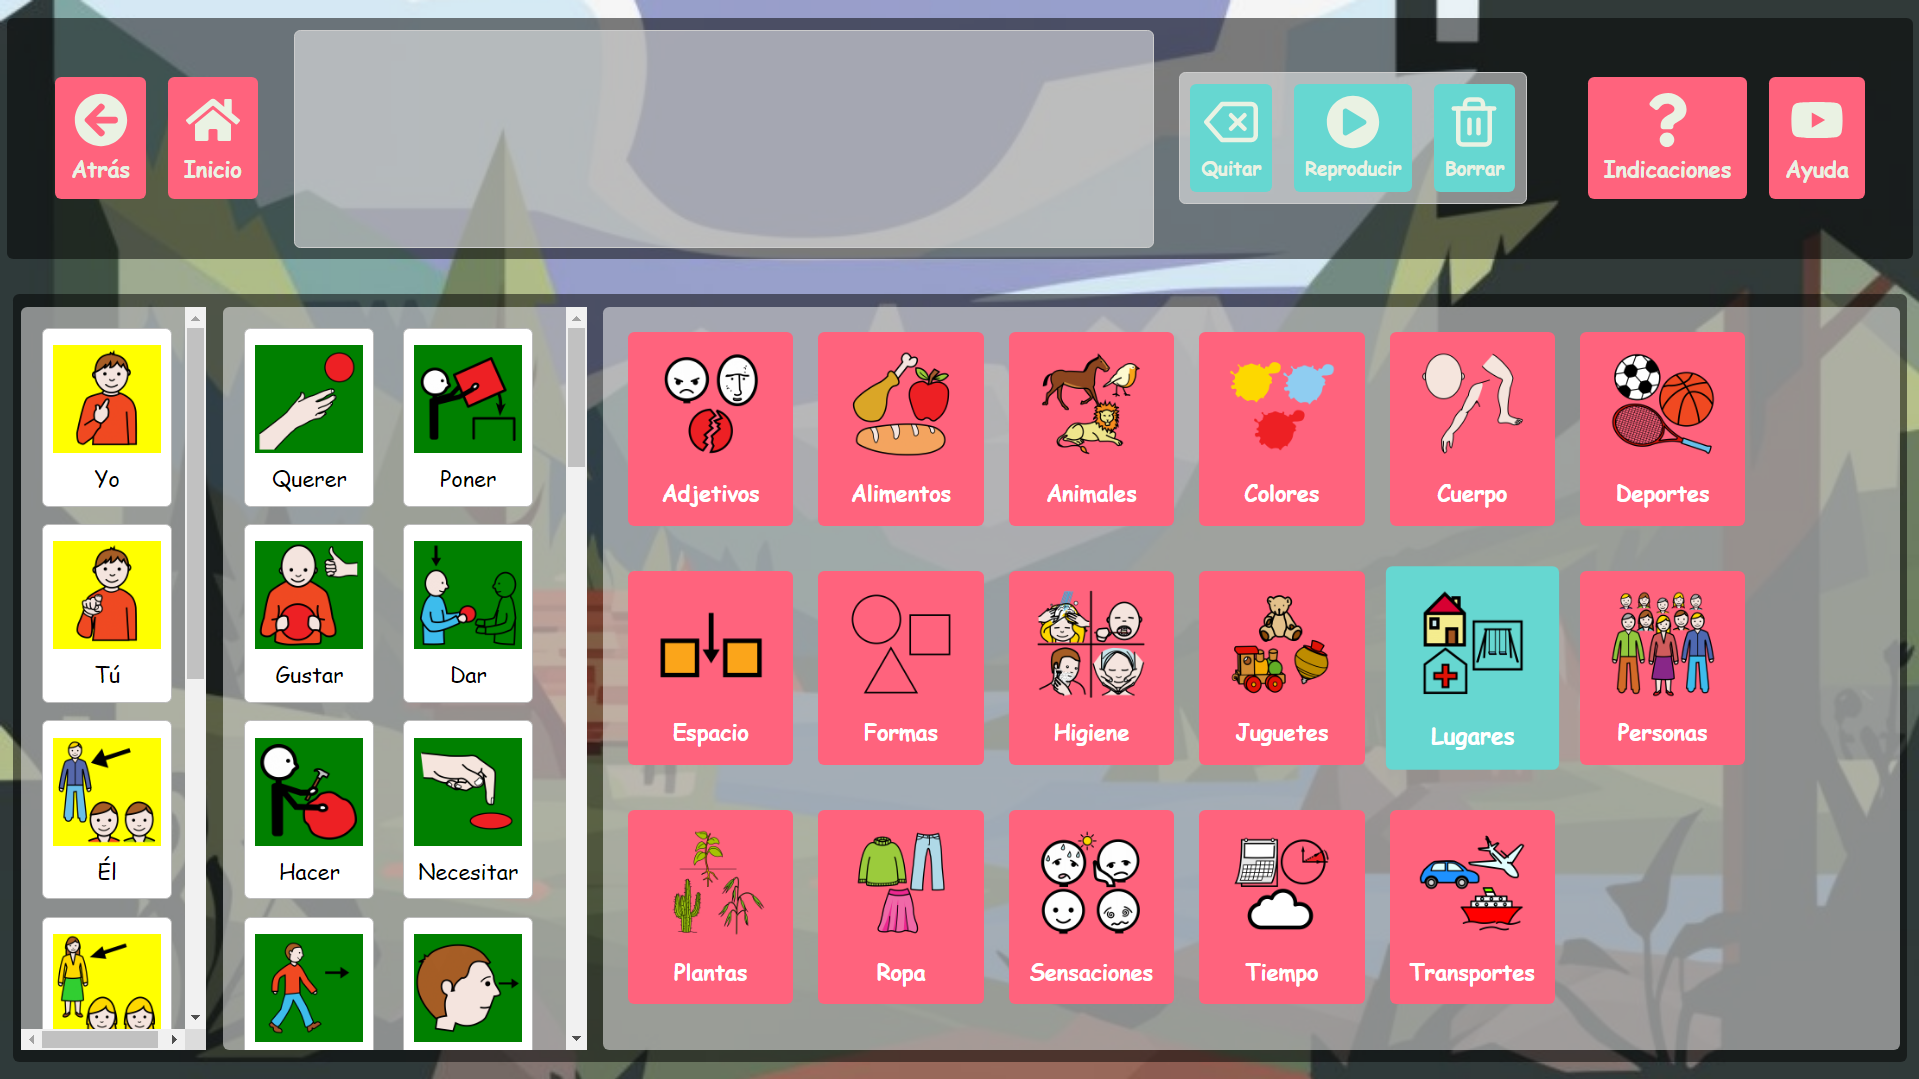 Atrás
Inicio
Quitar
Reproducir
Borrar
Indicaciones
Ayuda
Yo
Querer
Poner
Adjetivos
Alimentos
Animales
Colores
Cuerpo
Deportes
Tú
Gustar
Dar
Espacio
Formas
Higiene
Juguetes
Lugares
Personas
Él
Hacer
Necesitar
Plantas
Ropa
Sensaciones
Tiempo
Transportes